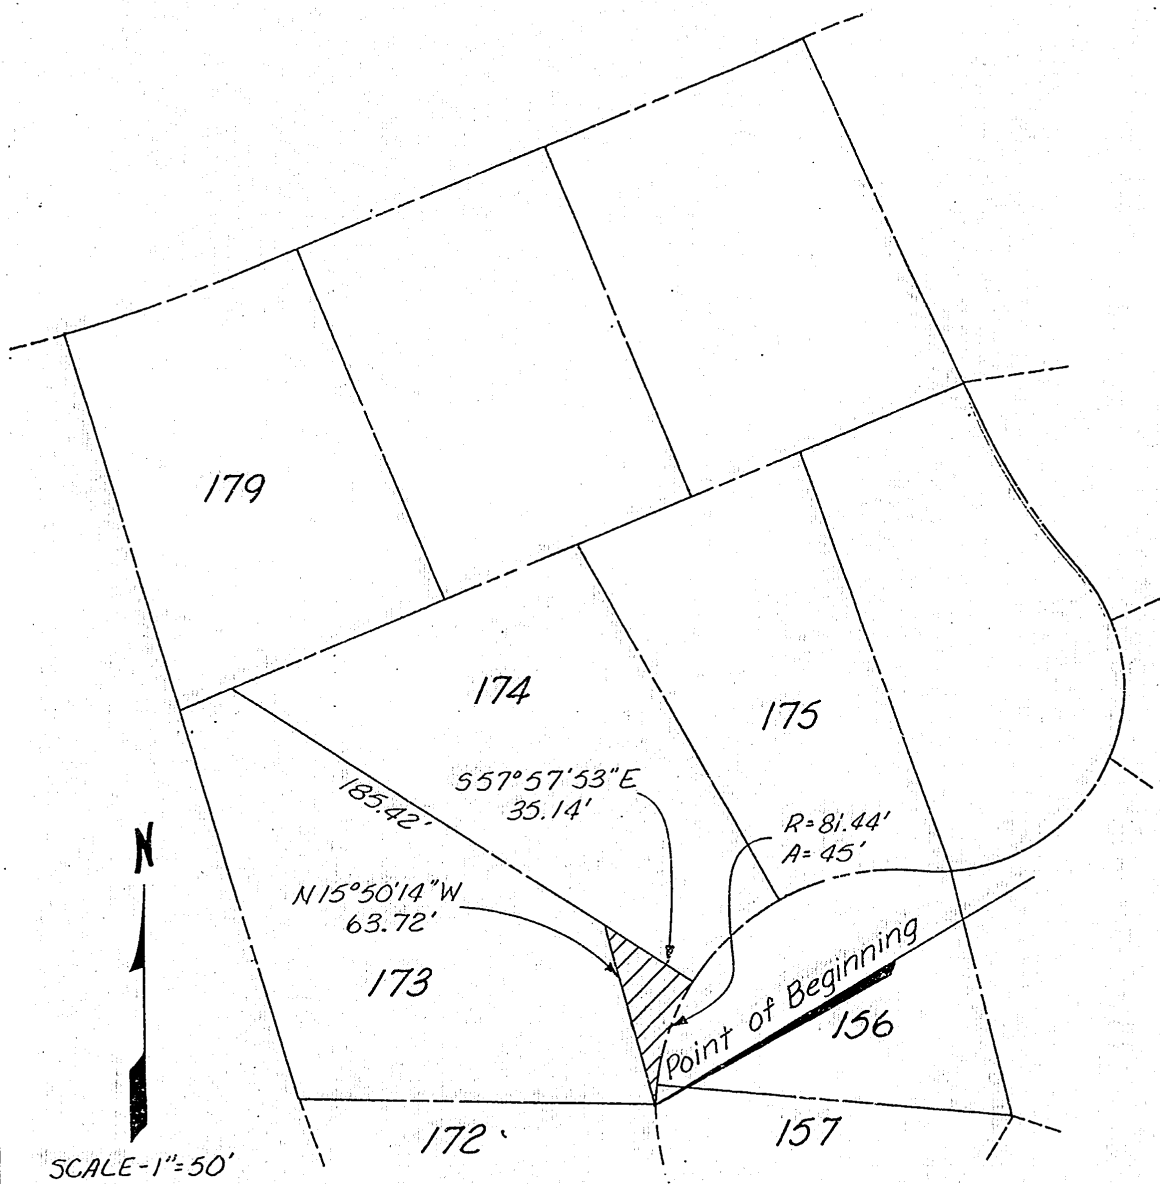 179
174
175
S57°57'53"E
35.14'
185.42'
R=81.44'
A=45'
N
N15°50'14"W
63.72'
173
Point of Beginning
156
172
157
SCALE-1"=50'